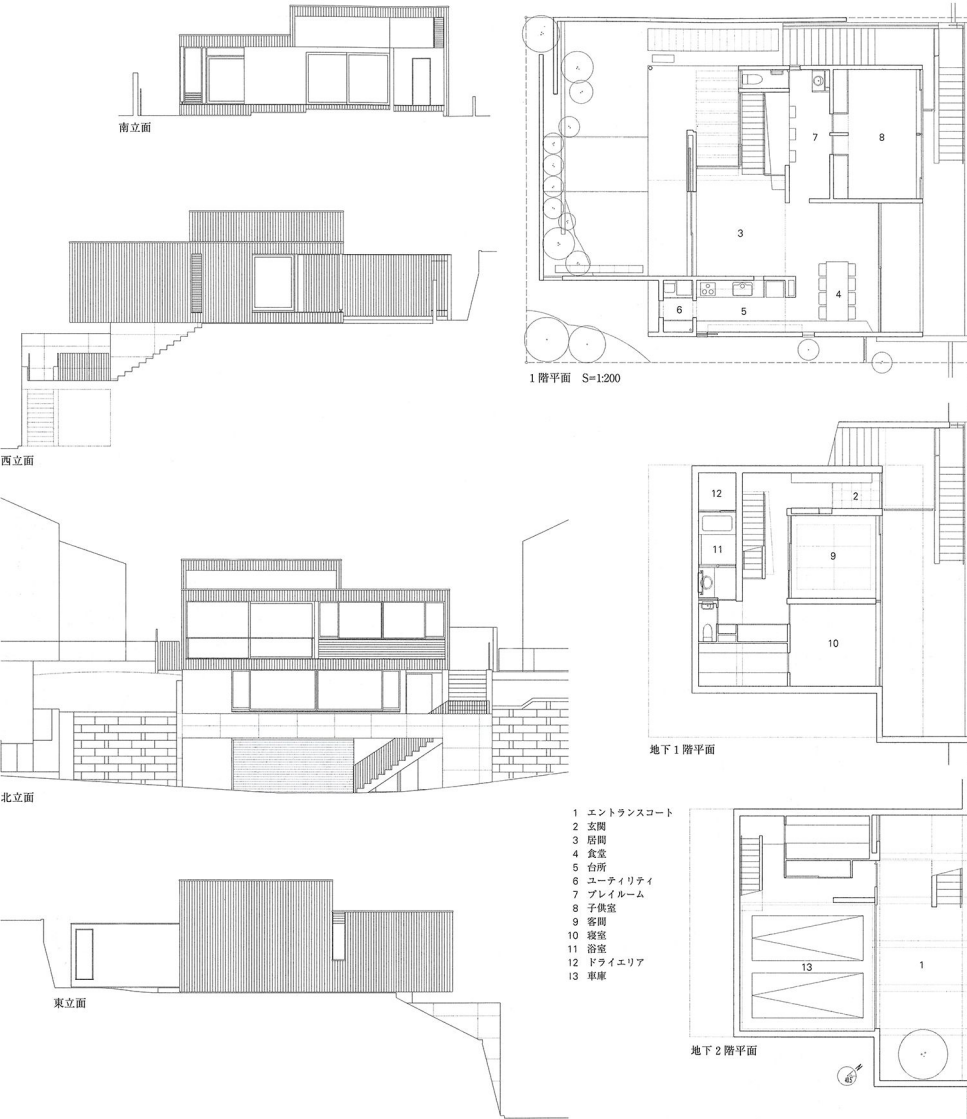 南立面
西立面
北立面
東立面
1
2
3
4
5
6
7
8
1階平面　S=1:200
2
9
10
11
12
地下1階平面
1　エントランスコート
2　玄関
3　居間
4　食堂
5　台所
6　ユーティリティ
7　プレイルーム
8　子供室
9　客間
10　寝室
11　浴室
12　ドライエリア
13　車庫
13
1
地下2階平面
N